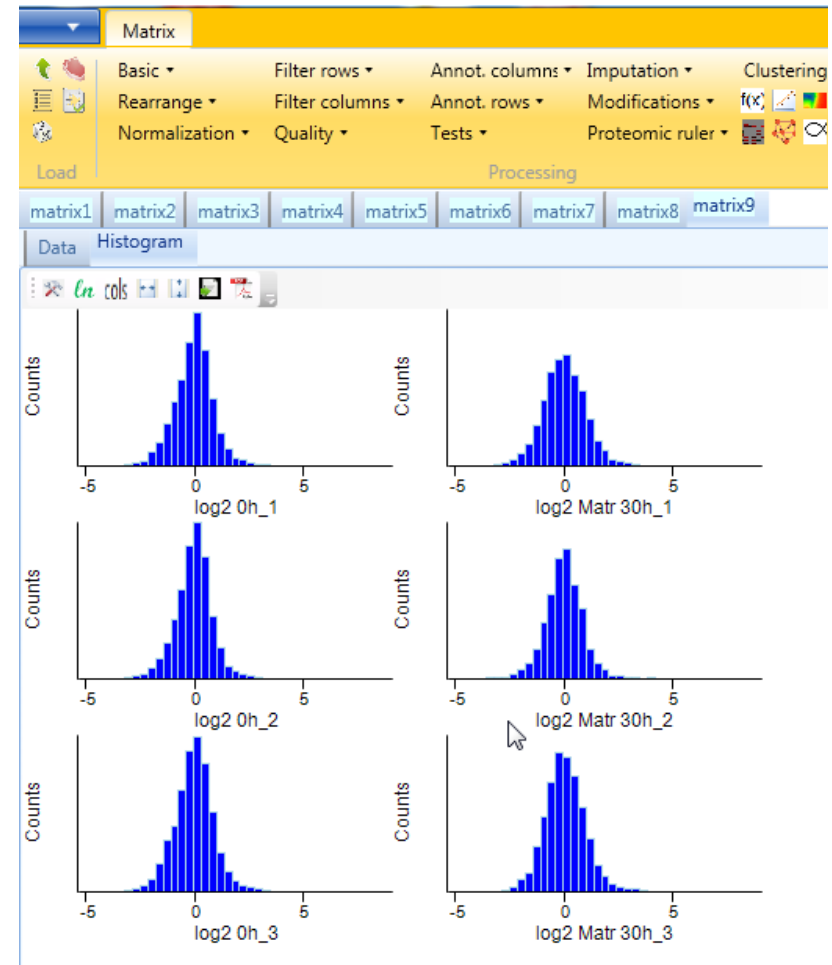 Matrix
Basic Filter rows Annot. columns Imputation Clustering
Rearrange Filter columns Annot. rows Modifications f(x)
Normalization Quality Tests Proteomic ruler
Load Processing
matrix1 matrix2 matrix3 matrix4 matrix5 matrix6 matrix7 matrix8 matrix9
Data Histogram
ln cols
Counts Counts
-5 0 5 -5 0 5
log2 0h_1 log2 Matr 30h_1
Counts Counts
-5 0 5 -5 0 5
log2 0h_2 log2 Matr 30h_2
Counts Counts
-5 0 5 -5 0 5
log2 0h_3 log2 Matr 30h_3